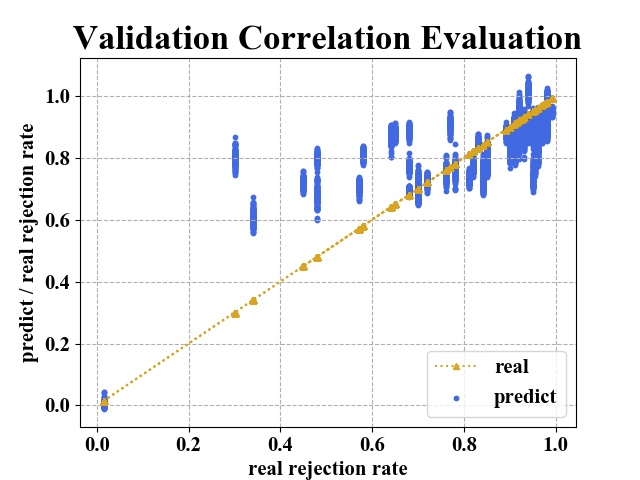 Validation Correlation Evaluation
predict / real rejection rate
1.0
0.8
0.6
0.4
0.2
0.0
real
predict
0.0 0.2 0.4 0.6 0.8 1.0
real rejection rate